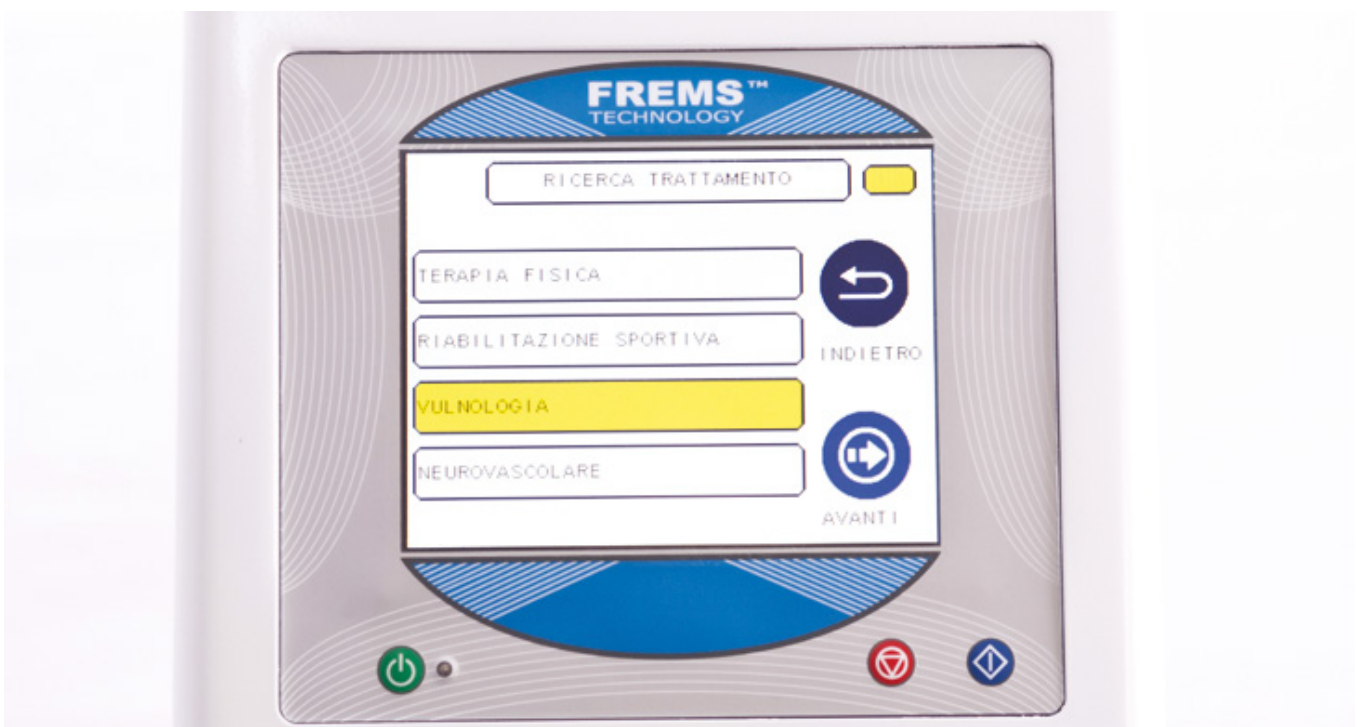 FREMS™
TECHNOLOGY
RICERCA TRATTAMENTO
TERAPIA FISICA
RIABILITAZIONE SPORTIVA
INDIETRO
VULNOLOGIA
NEUROVASCOLARE
AVANTI